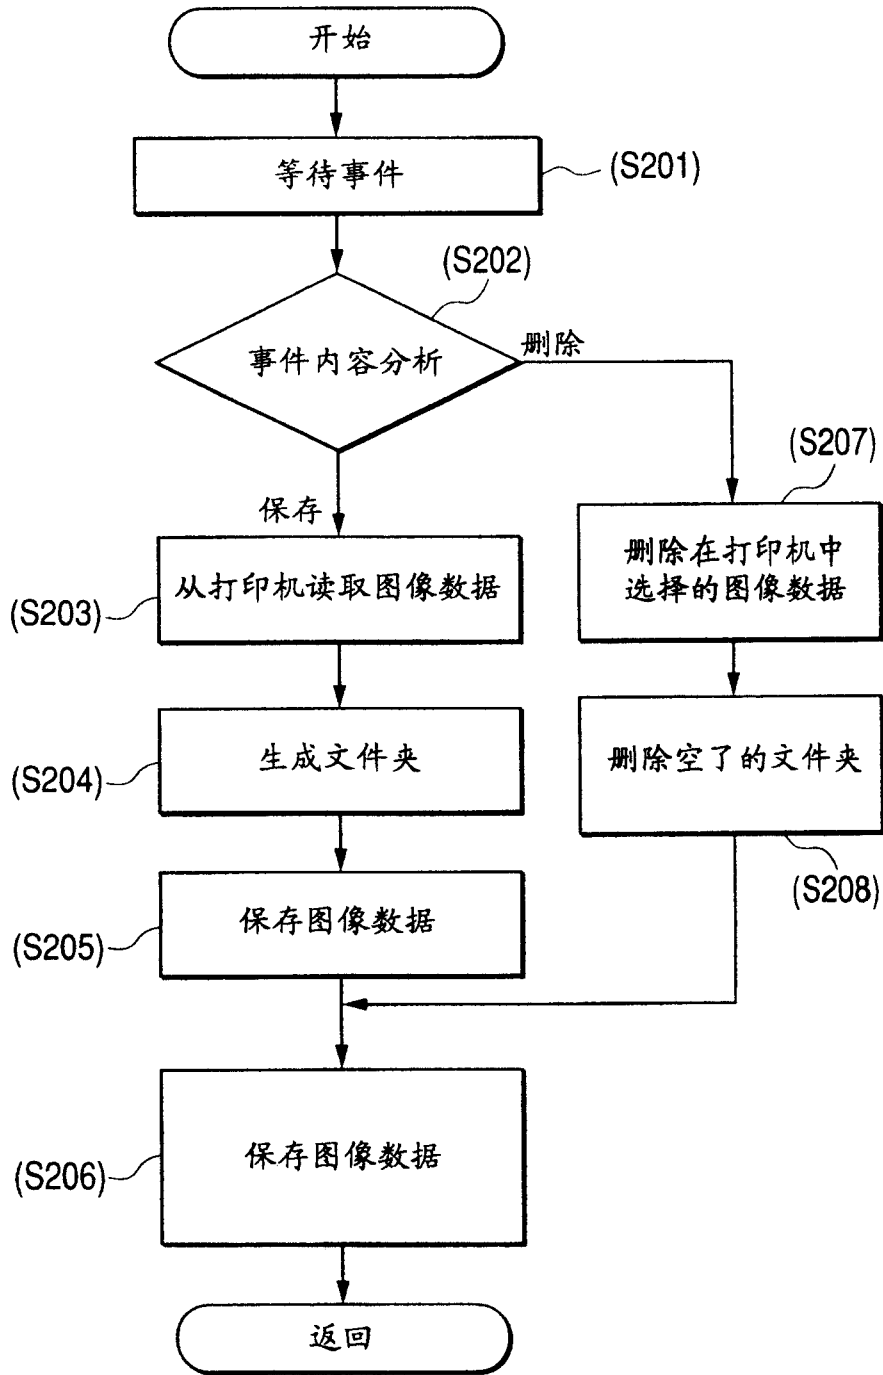 开始
等待事件
(S201)
(S202)
事件内容分析
删除
保存
(S207)
从打印机读取图像数据
(S203)
删除在打印机中
选择的图像数据
生成文件夹
(S204)
删除空了的文件夹
(S208)
保存图像数据
(S205)
保存图像数据
(S206)
返回